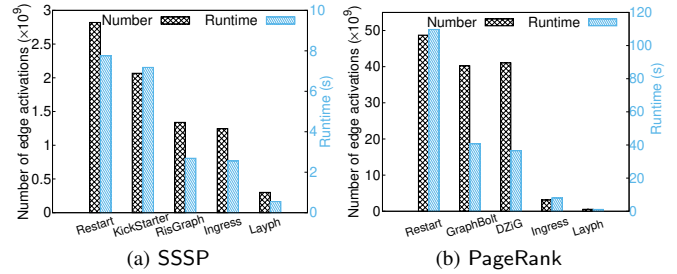 Number Runtime
Number of edge activations (×10⁹)
3
2.5
2
1.5
1
0.5
0
10
8
6
4
2
0
Runtime (s)
Restart KickStarter RisGraph Ingress Layph
(a) SSSP
Number Runtime
Number of edge activations (×10⁹)
50
40
30
20
10
0
120
100
80
60
40
20
0
Runtime (s)
Restart GraphBolt DZiG Ingress Layph
(b) PageRank